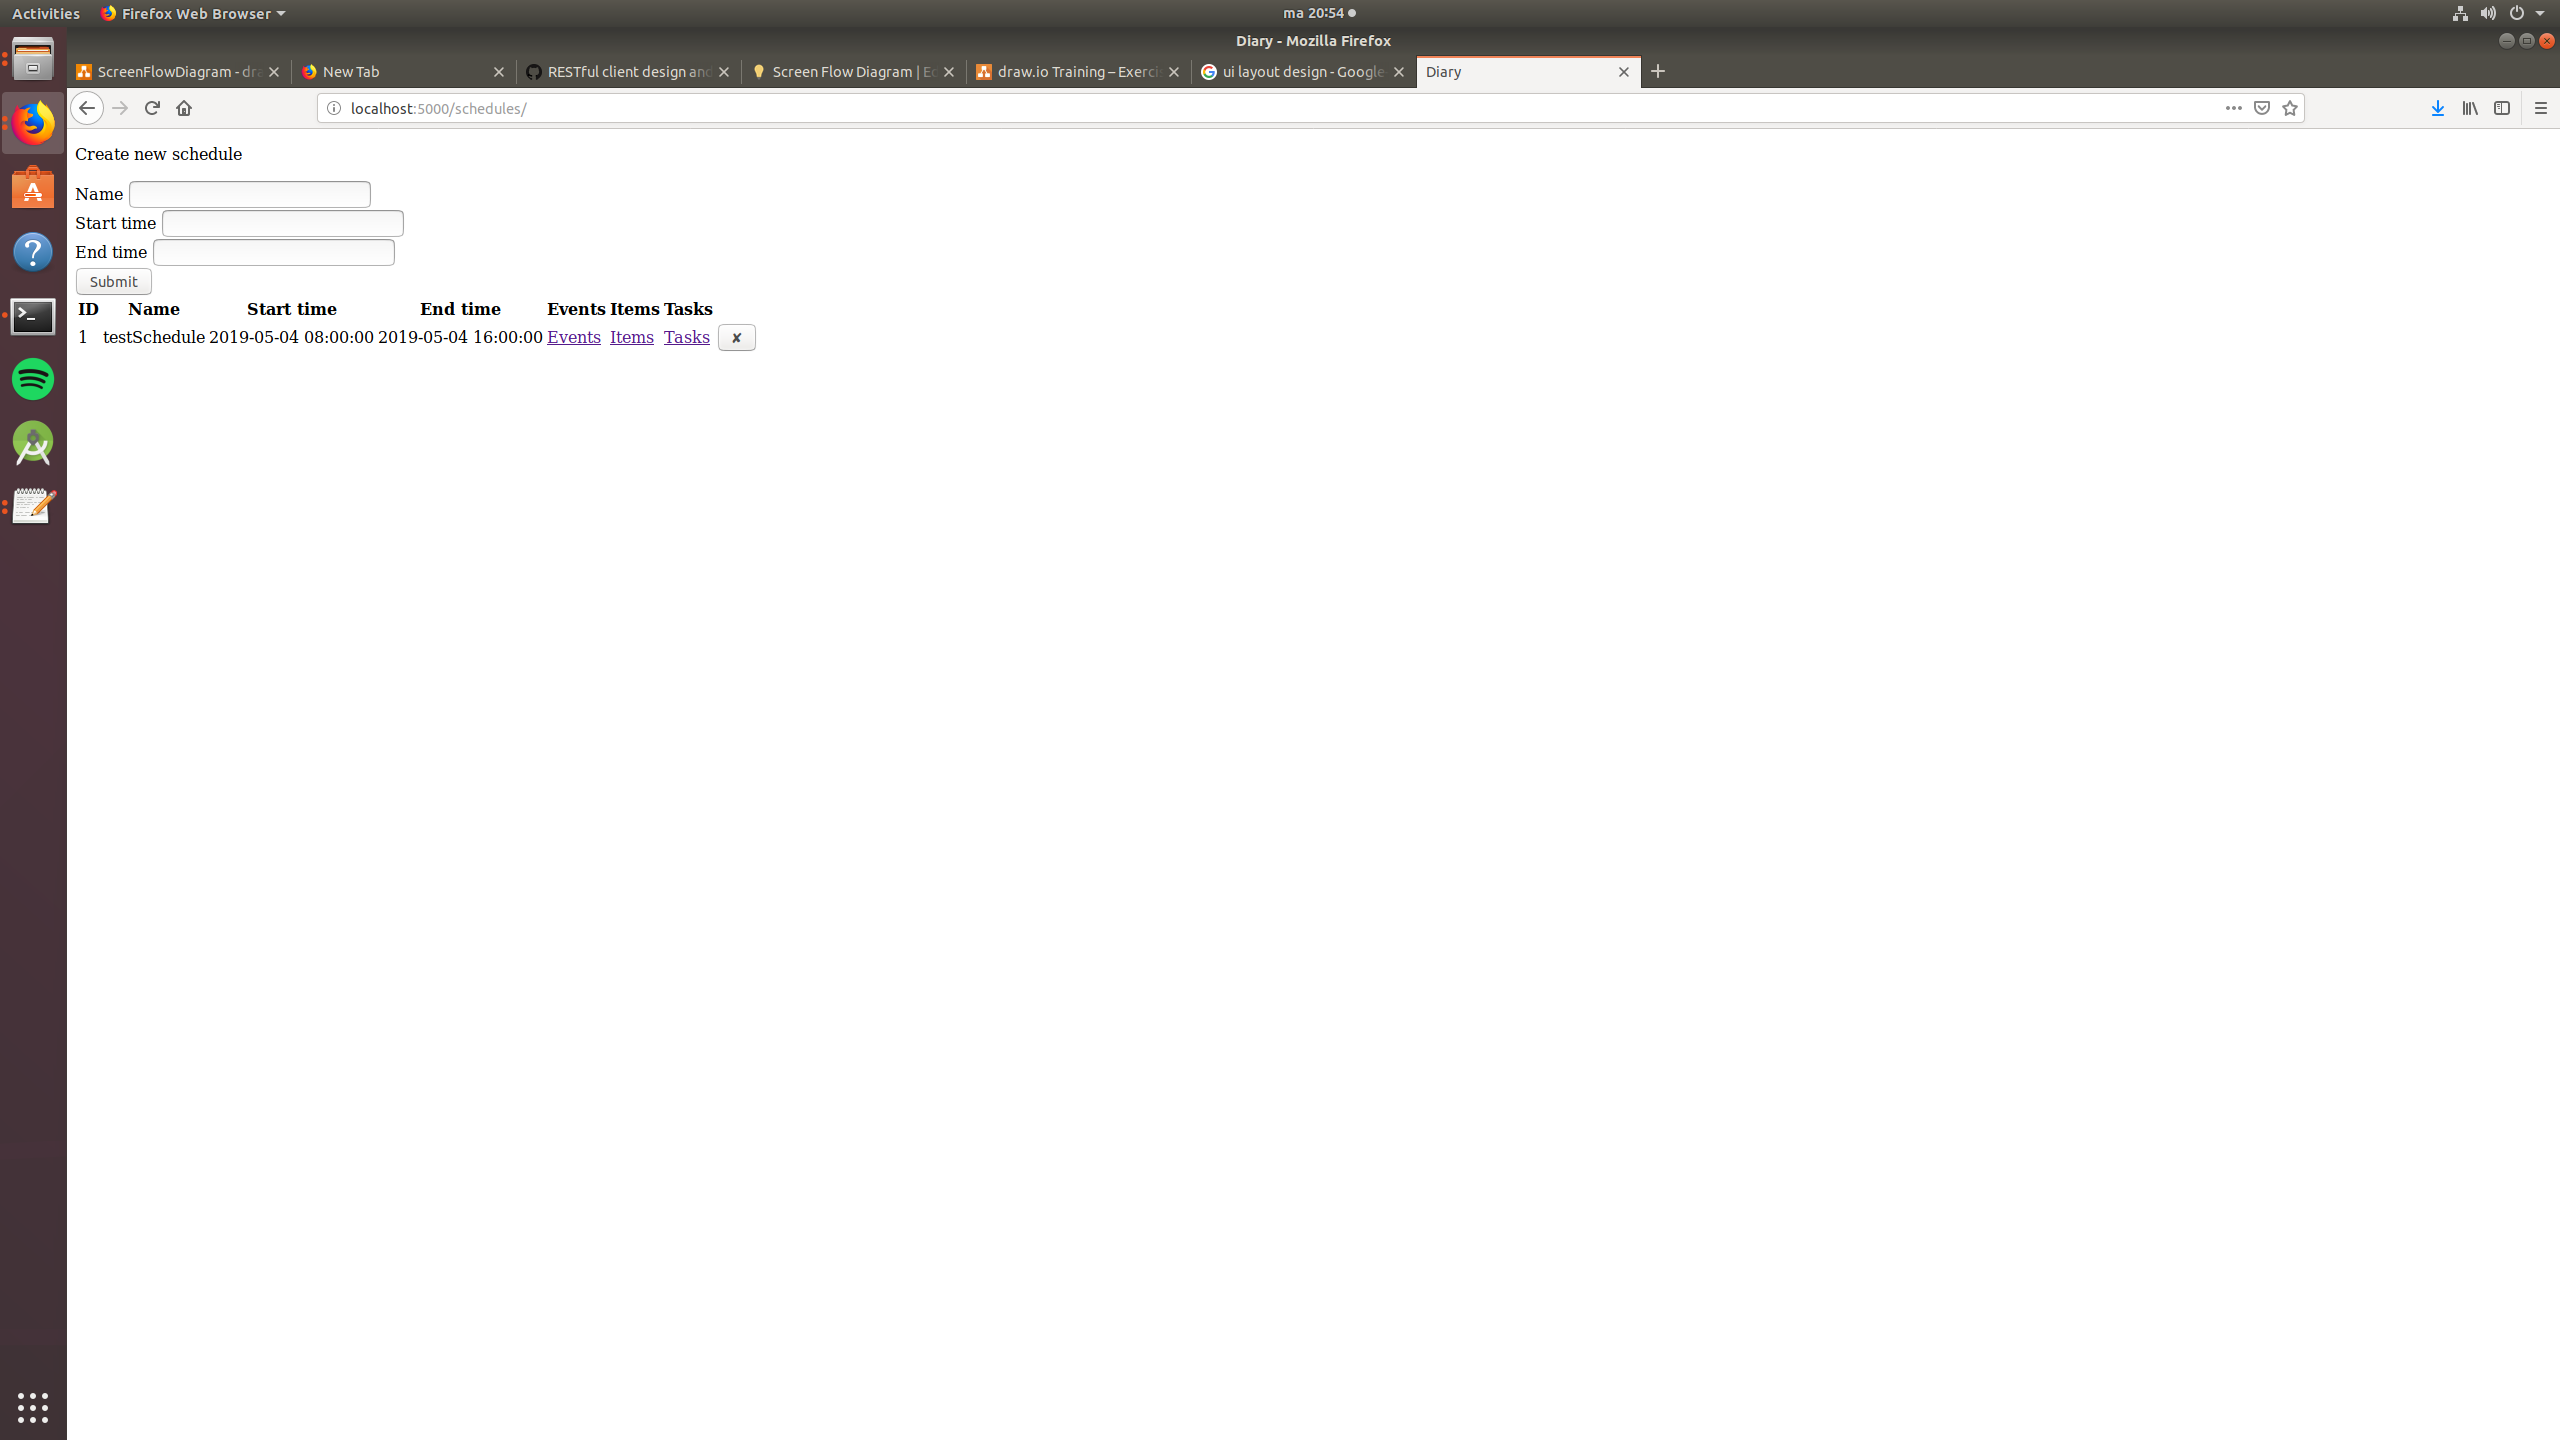 Activities Firefox Web Browser ma 20:54
Diary - Mozilla Firefox
ScreenFlowDiagram - dra New Tab RESTful client design and Screen Flow Diagram | Ed draw.io Training – Exerci ui layout design - Google Diary
localhost:5000/schedules/
Create new schedule
Name
Start time
End time
Submit
ID Name Start time End time Events Items Tasks
1 testSchedule 2019-05-04 08:00:00 2019-05-04 16:00:00 Events Items Tasks ✘